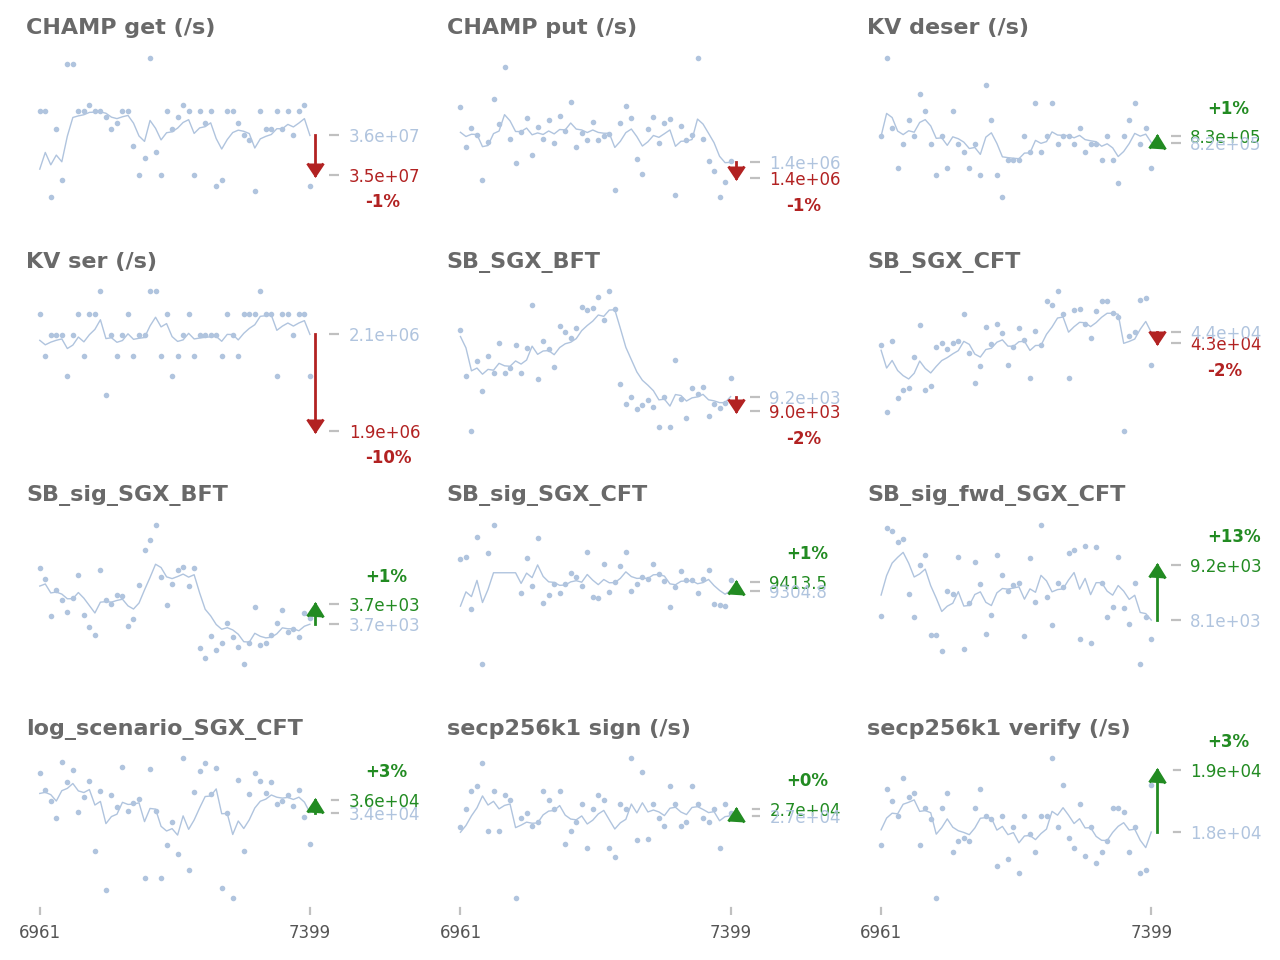 CHAMP get (/s)
3.6e+07
3.5e+07
-1%
CHAMP put (/s)
1.4e+06
1.4e+06
-1%
KV deser (/s)
+1%
8.3e+05
8.2e+05
KV ser (/s)
2.1e+06
1.9e+06
-10%
SB_SGX_BFT
9.2e+03
9.0e+03
-2%
SB_SGX_CFT
4.4e+04
4.3e+04
-2%
SB_sig_SGX_BFT
+1%
3.7e+03
3.7e+03
SB_sig_SGX_CFT
+1%
9413.5
9304.8
SB_sig_fwd_SGX_CFT
+13%
9.2e+03
8.1e+03
log_scenario_SGX_CFT
+3%
3.6e+04
3.4e+04
6961
7399
secp256k1 sign (/s)
+0%
2.7e+04
2.7e+04
6961
7399
secp256k1 verify (/s)
+3%
1.9e+04
1.8e+04
6961
7399